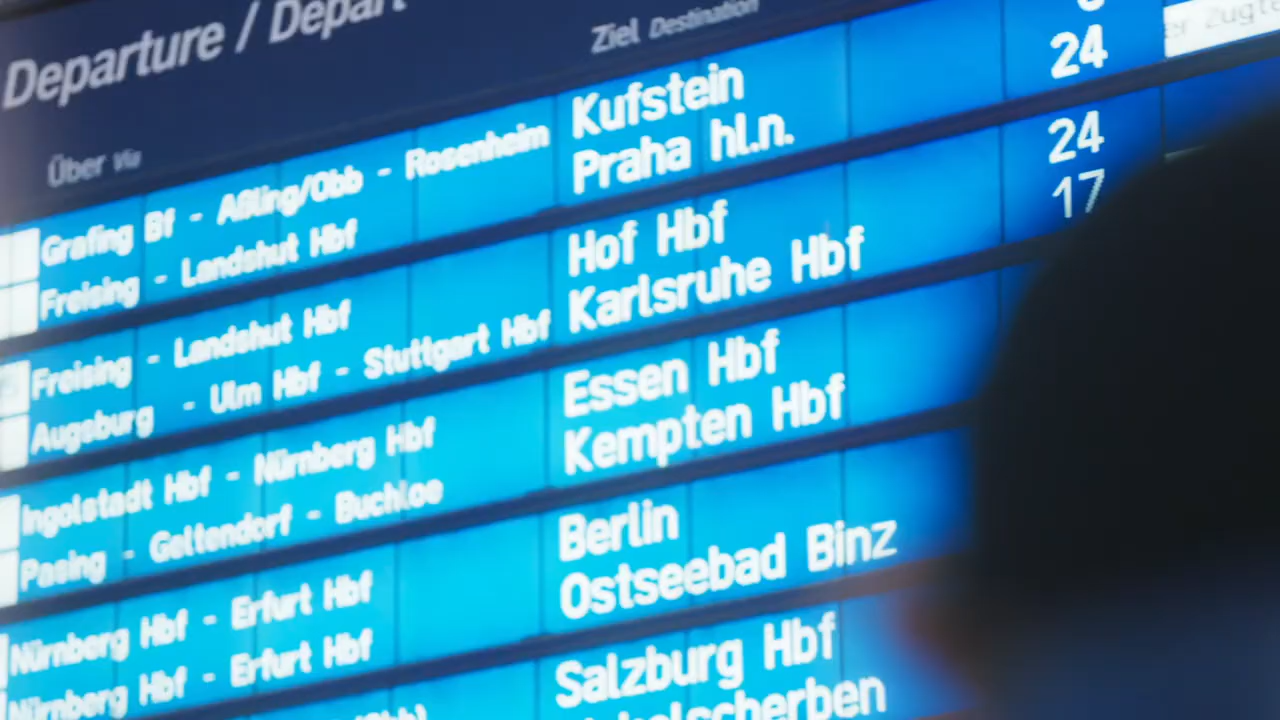 Departure / Depart
Über Via
Ziel Destination
er Zugte
Grafing Bf - Aßling/Obb - Rosenheim Kufstein
Freising - Landshut Hbf Praha hl.n. 24
Freising - Landshut Hbf Hof Hbf 24
Augsburg - Ulm Hbf - Stuttgart Hbf Karlsruhe Hbf 17
Ingolstadt Hbf - Nürnberg Hbf Essen Hbf
Pasing - Geltendorf - Buchloe Kempten Hbf
Nürnberg Hbf - Erfurt Hbf Berlin
Nürnberg Hbf - Erfurt Hbf Ostseebad Binz
Salzburg Hbf